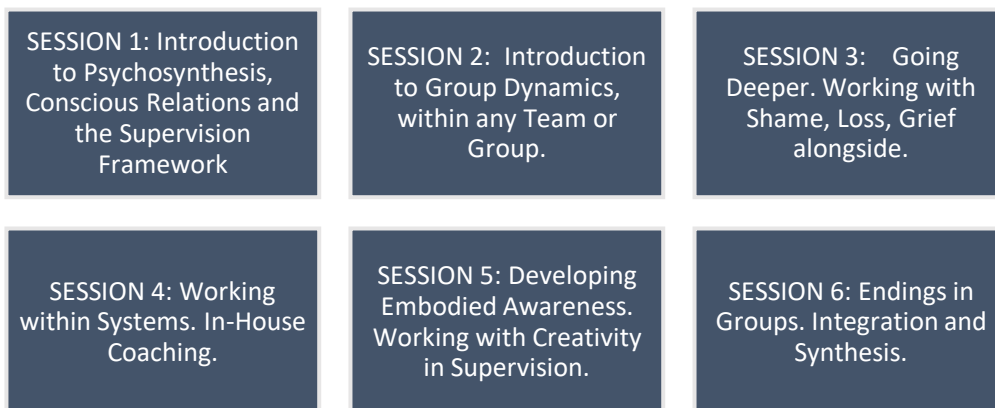 SESSION 1: Introduction
to Psychosynthesis,
Conscious Relations and
the Supervision
Framework
SESSION 2:  Introduction
to Group Dynamics,
within any Team or
Group.
SESSION 3:    Going
Deeper. Working with
Shame, Loss, Grief
alongside.
SESSION 4: Working
within Systems. In-House
Coaching.
SESSION 5: Developing
Embodied Awareness.
Working with Creativity
in Supervision.
SESSION 6: Endings in
Groups. Integration and
Synthesis.